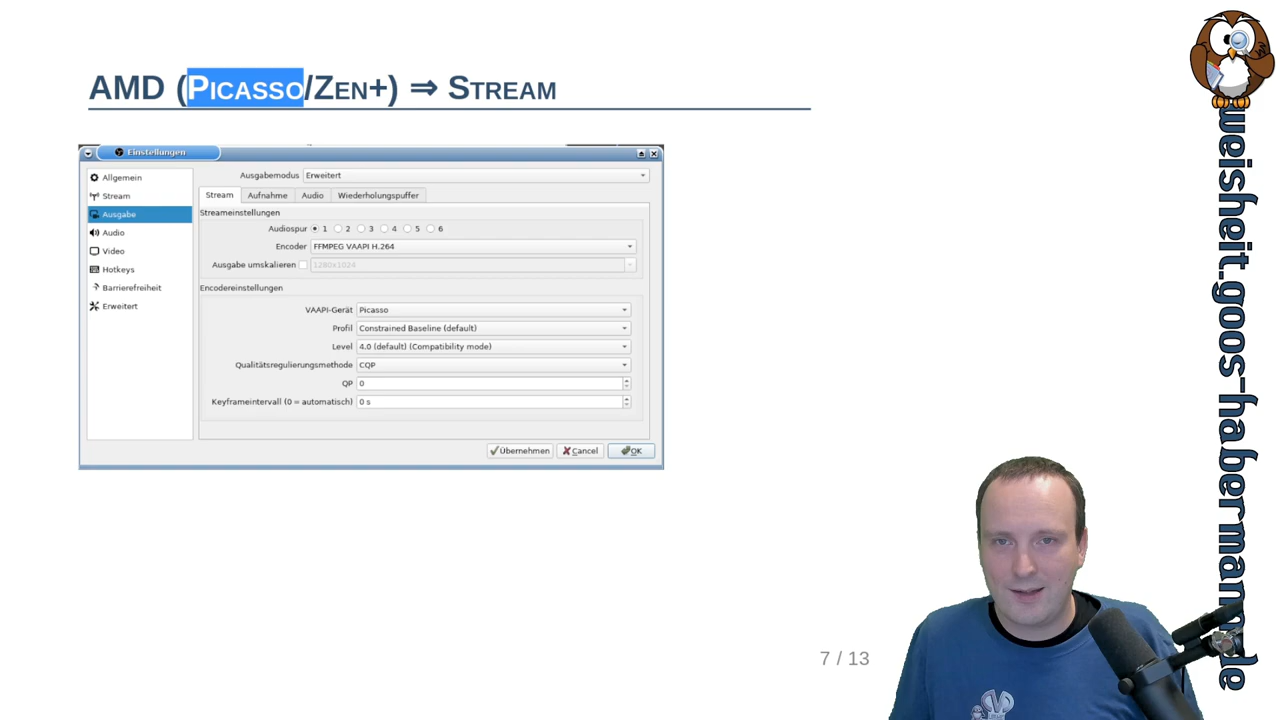 AMD (Picasso/Zen+) ⇒ Stream
Einstellungen
Allgemein
Stream
Ausgabe
Audio
Video
Hotkeys
Barrierefreiheit
Erweitert
Ausgabemodus Erweitert
Stream Aufnahme Audio Wiederholungspuffer
Streameinstellungen
Audiospur 1 2 3 4 5 6
Encoder FFMPEG VAAPI H.264
Ausgabe umskalieren 1280x1024
Encodereinstellungen
VAAPI-Gerät Picasso
Profil Constrained Baseline (default)
Level 4.0 (default) (Compatibility mode)
Qualitätsregulierungsmethode CQP
QP 0
Keyframeintervall (0 = automatisch) 0 s
Übernehmen Cancel OK
7 / 13
weisheit.goos-habermann.de